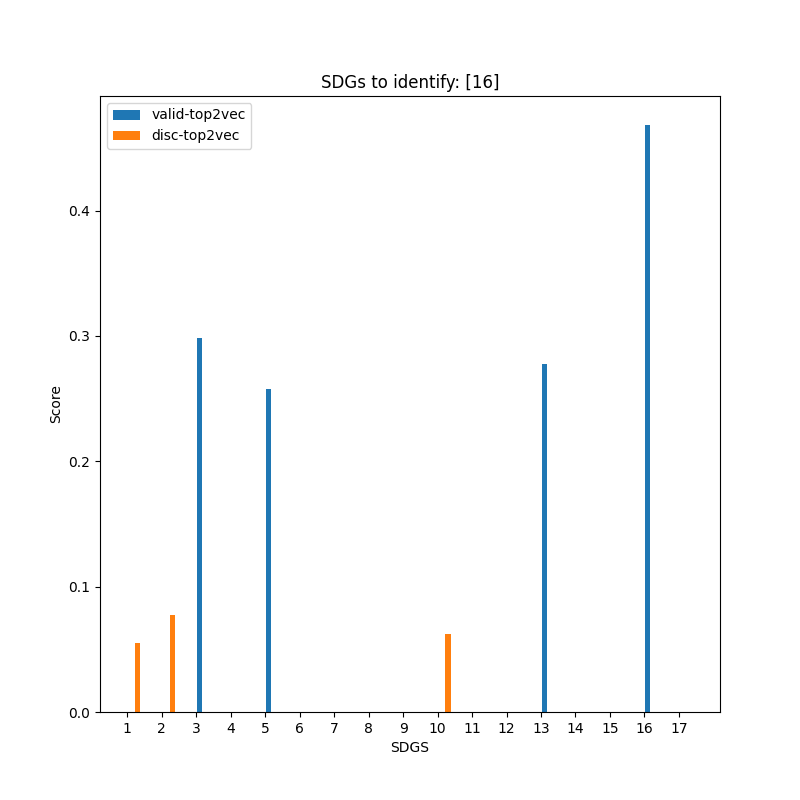 SDGs to identify: [16]
valid-top2vec
disc-top2vec
0.4
0.3
0.2
0.1
0.0
Score
1 2 3 4 5 6 7 8 9 10 11 12 13 14 15 16 17
SDGS